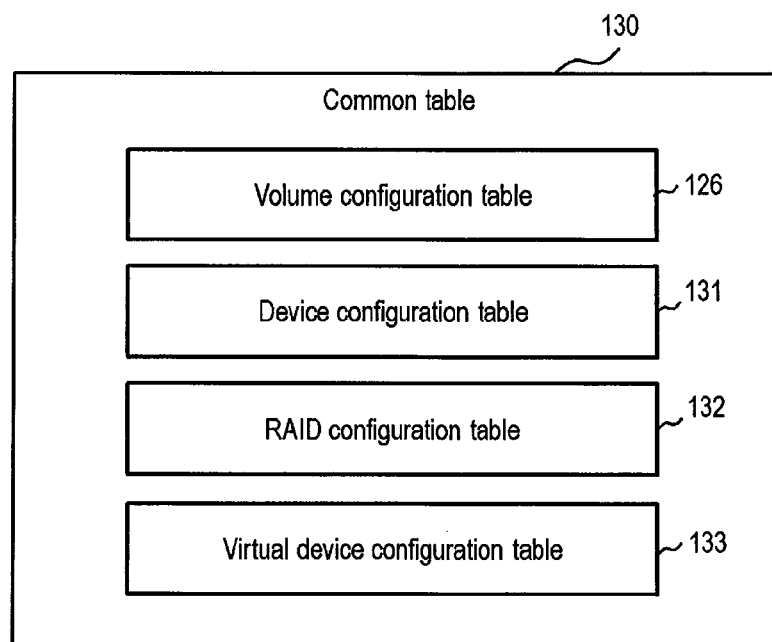 130
Common table
Volume configuration table
126
Device configuration table
131
RAID configuration table
132
Virtual device configuration table
133